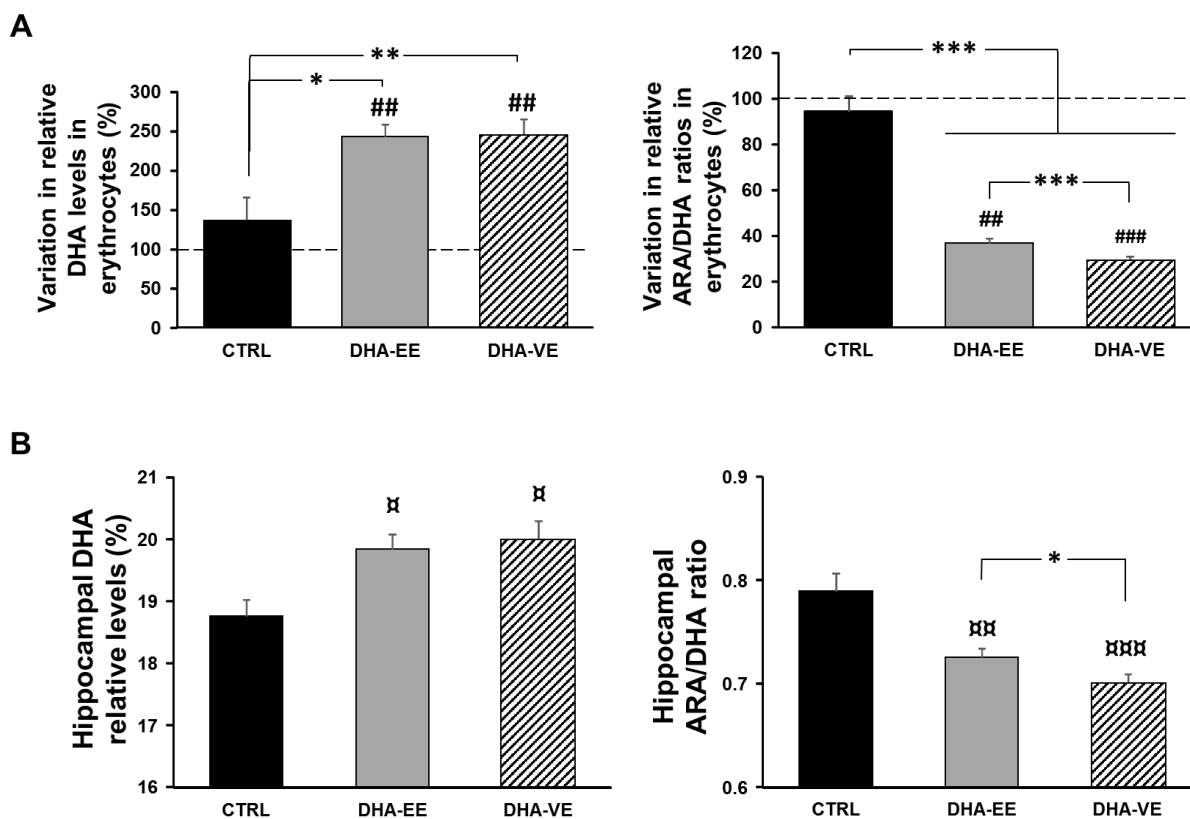 A
Variation in relative
DHA levels in
erythrocytes (%)
300
250
200
150
100
50
0
*
**
##
##
CTRL
DHA-EE
DHA-VE
Variation in relative
ARA/DHA ratios in
erythrocytes (%)
120
100
80
60
40
20
0
***
***
##
###
CTRL
DHA-EE
DHA-VE
B
Hippocampal DHA
relative levels (%)
21
20
19
18
17
16
¤
¤
CTRL
DHA-EE
DHA-VE
Hippocampal
ARA/DHA ratio
0.9
0.8
0.7
0.6
*
¤¤
¤¤¤
CTRL
DHA-EE
DHA-VE